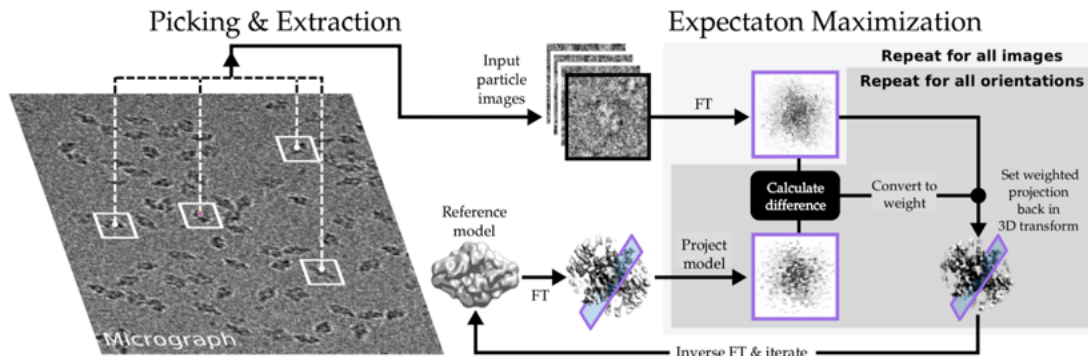 Picking & Extraction
Expectaton Maximization
Input
particle
images
FT
Repeat for all images
Repeat for all orientations
Calculate
difference
Convert to
weight
Set weighted
projection
back in
3D transform
Reference
model
FT
Project
model
Micrograph
Inverse FT & iterate